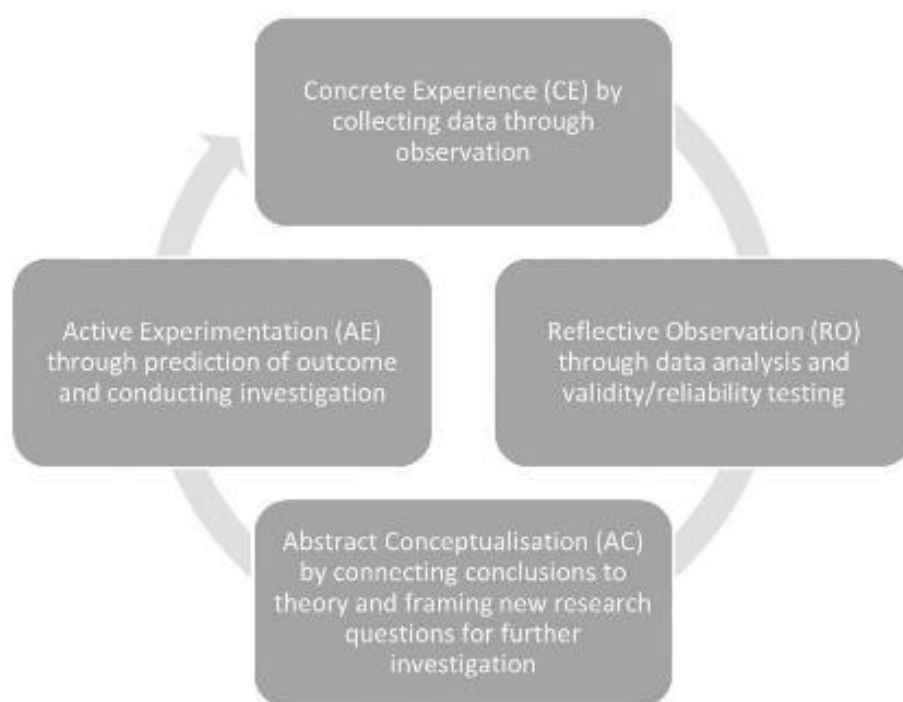 Concrete Experience (CE) by
collecting data through
observation
Active Experimentation (AE)
through prediction of outcome
and conducting investigation
Reflective Observation (RO)
through data analysis and
validity/reliability testing
Abstract Conceptualisation (AC)
by connecting conclusions to
theory and framing new research
questions for further
investigation